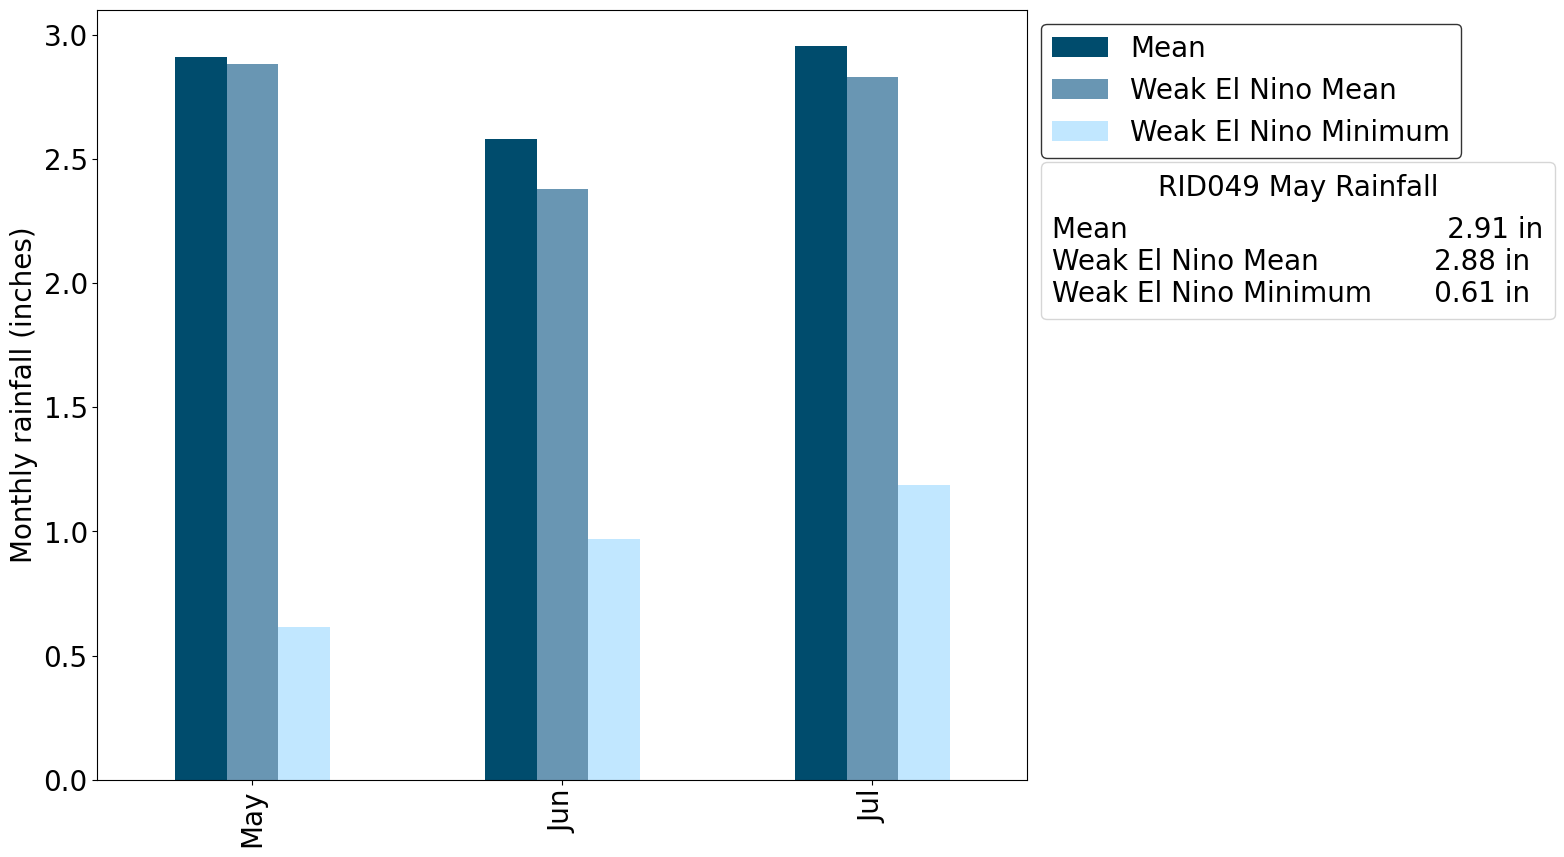 Monthly rainfall (inches)
3.0
2.5
2.0
1.5
1.0
0.5
0.0
May
Jun
Jul
Mean
Weak El Nino Mean
Weak El Nino Minimum
RID049 May Rainfall
Mean 2.91 in
Weak El Nino Mean 2.88 in
Weak El Nino Minimum 0.61 in